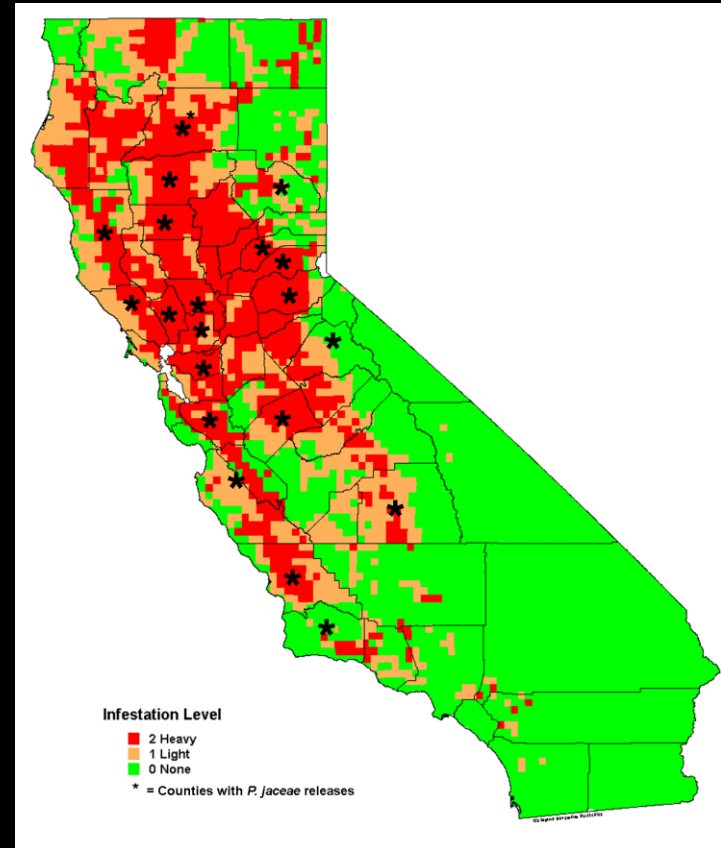 Infestation Level
2 Heavy
1 Light
0 None
* = Counties with P. jaceae releases